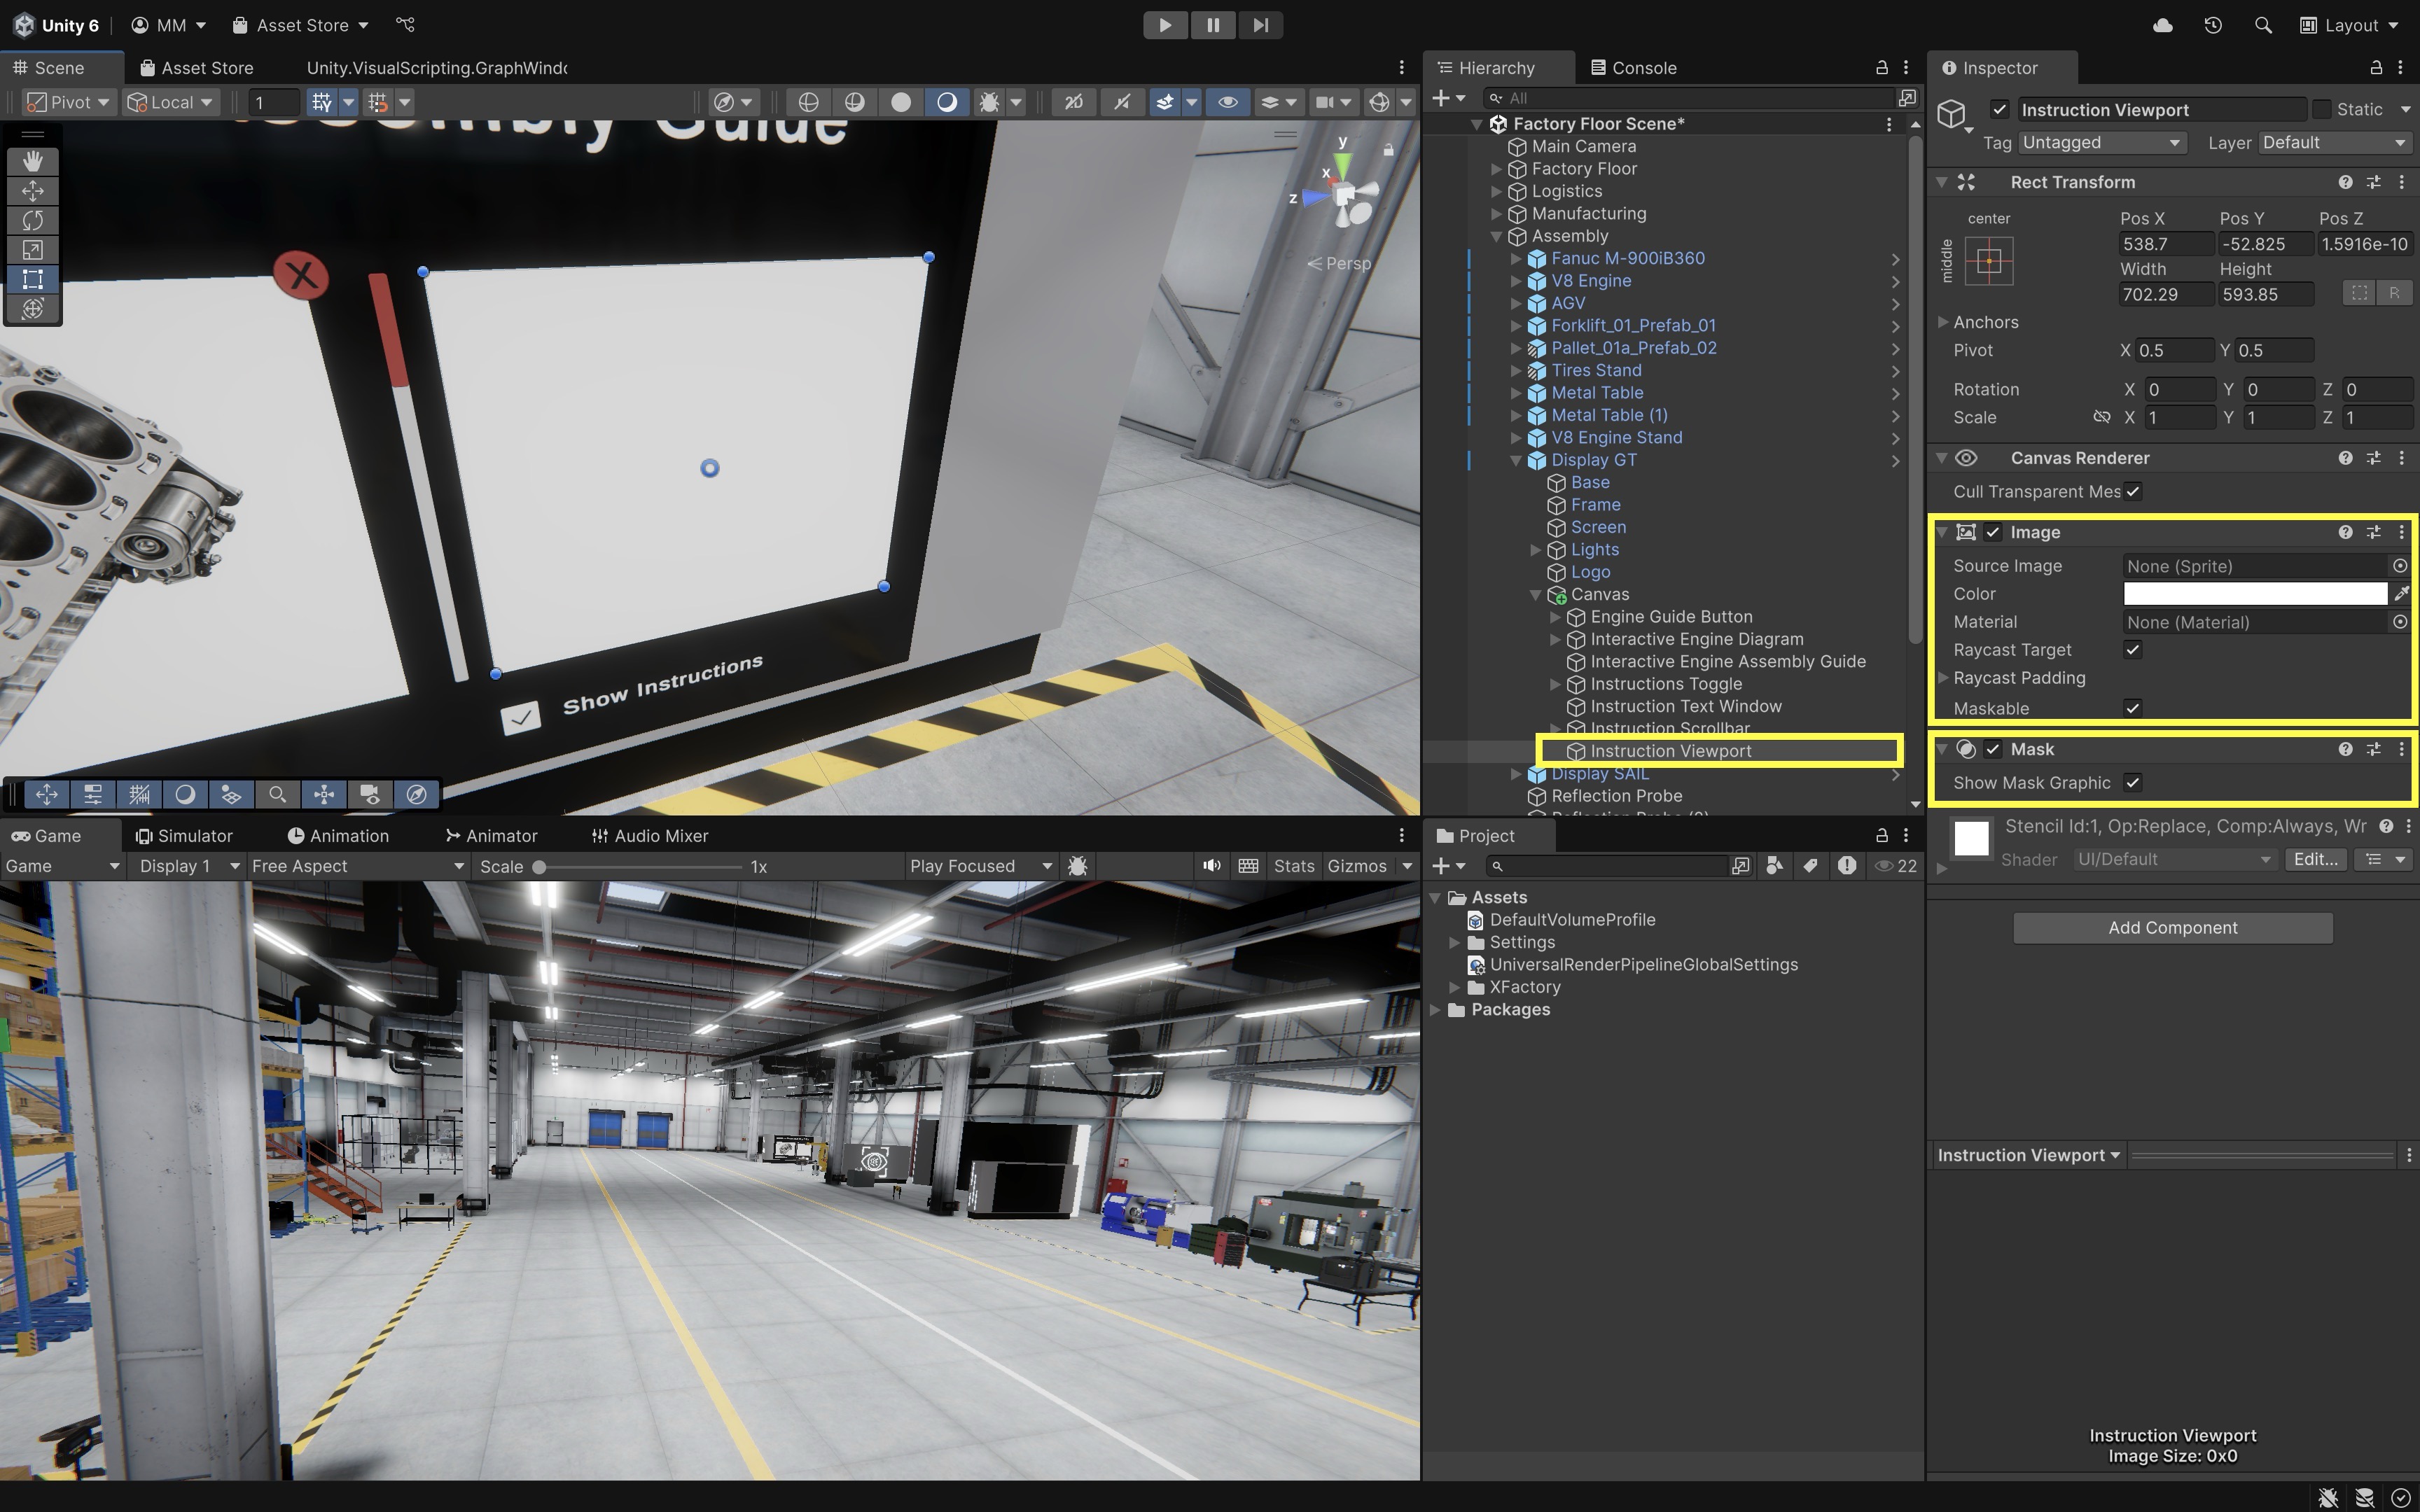 Unity 6
MM
Asset Store
Layout
Scene
Asset Store
Unity.VisualScripting.GraphWindo
Pivot
Local
1
2D
Assembly Guide
y
x
z
Persp
X
Show Instructions
Hierarchy
Console
All
Factory Floor Scene*
Main Camera
Factory Floor
Logistics
Manufacturing
Assembly
Fanuc M-900iB360
V8 Engine
AGV
Forklift_01_Prefab_01
Pallet_01a_Prefab_02
Tires Stand
Metal Table
Metal Table (1)
V8 Engine Stand
Display GT
Base
Frame
Screen
Lights
Logo
Canvas
Engine Guide Button
Interactive Engine Diagram
Interactive Engine Assembly Guide
Instructions Toggle
Instruction Text Window
Instruction Scrollbar
Instruction Viewport
Display SAIL
Reflection Probe
Reflection Probe (2)
Inspector
Instruction Viewport
Static
Tag Untagged
Layer Default
Rect Transform
center
middle
Pos X Pos Y Pos Z
538.7 -52.825 1.5916e-10
Width Height
702.29 593.85
R
Anchors
Pivot X 0.5 Y 0.5
Rotation X 0 Y 0 Z 0
Scale X 1 Y 1 Z 1
Canvas Renderer
Cull Transparent Mes
Image
Source Image None (Sprite)
Color
Material None (Material)
Raycast Target
Raycast Padding
Maskable
Mask
Show Mask Graphic
Stencil Id:1, Op:Replace, Comp:Always, Wr
Shader UI/Default Edit...
Add Component
Instruction Viewport
Instruction Viewport
Image Size: 0x0
Game
Simulator
Animation
Animator
Audio Mixer
Game
Display 1
Free Aspect
Scale
1x
Play Focused
Stats
Gizmos
Project
22
Assets
DefaultVolumeProfile
Settings
UniversalRenderPipelineGlobalSettings
XFactory
Packages